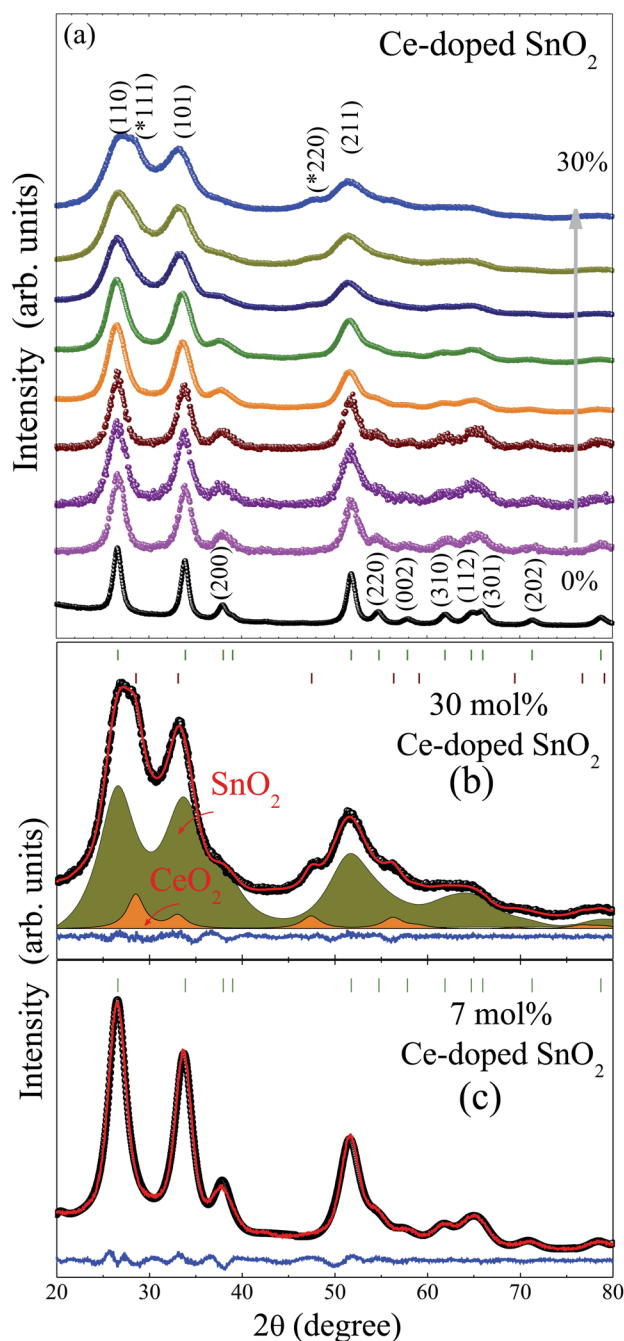 (a)
Ce-doped SnO2
(110)
(*111)
(101)
(*220)
(211)
30%
Intensity (arb. units)
(200)
(220)
(002)
(310)
(112)
(301)
(202)
0%
30 mol%
Ce-doped SnO2
(b)
SnO2
CeO2
Intensity (arb. units)
7 mol%
Ce-doped SnO2
(c)
20 30 40 50 60 70 80
2θ (degree)